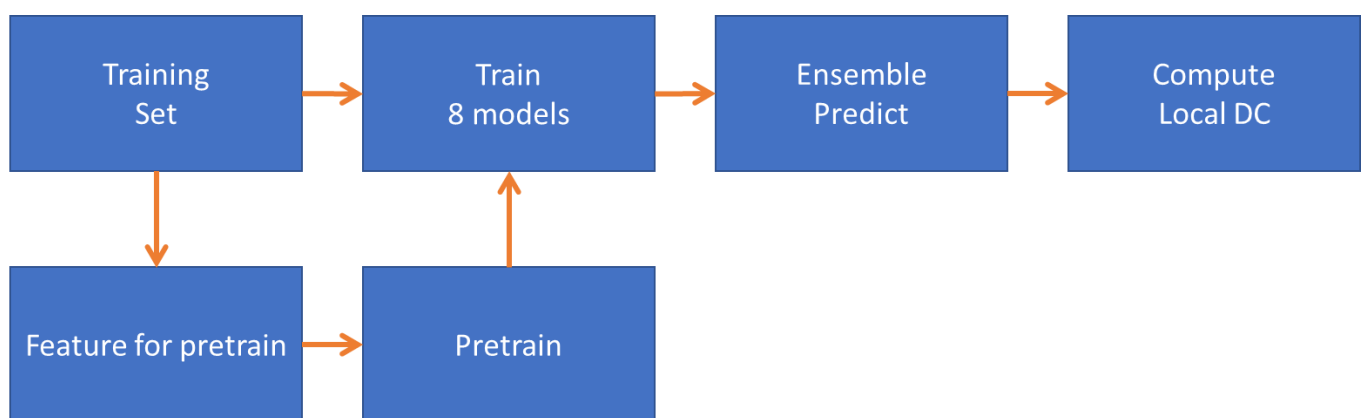 Training
Set
Train
8 models
Ensemble
Predict
Compute
Local DC
Feature for pretrain
Pretrain